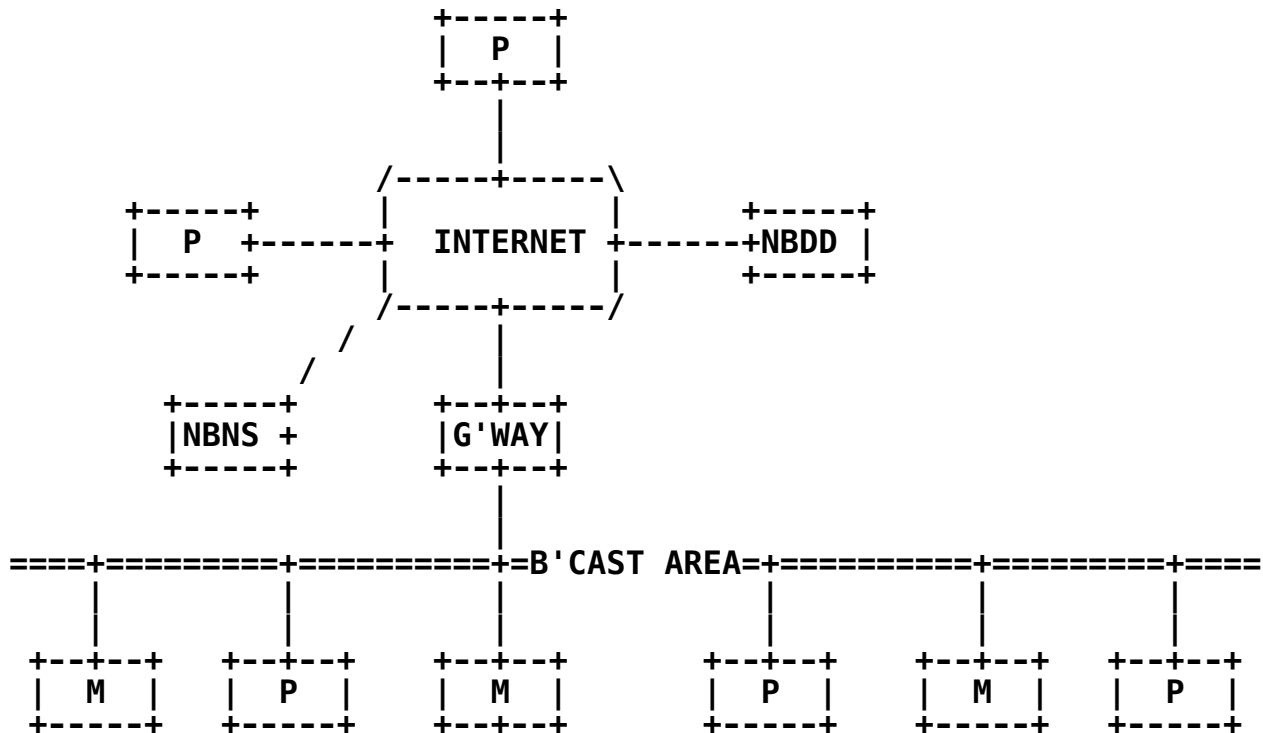 P
P INTERNET NBDD
NBNS G'WAY
B'CAST AREA
M P M P M P